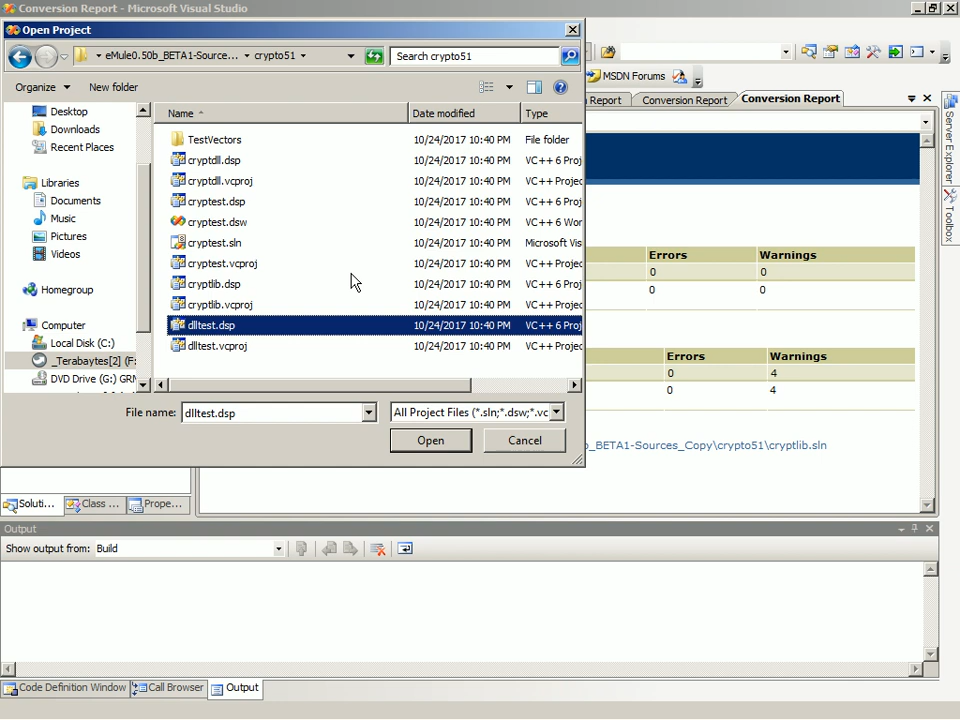 Conversion Report - Microsoft Visual Studio
Open Project
eMule0.50b_BETA1-Sources... crypto51
Search crypto51
Organize New folder
MSDN Forums
Report Conversion Report Conversion Report
Name Date modified Type
Desktop
Downloads
Recent Places
Libraries
Documents
Music
Pictures
Videos
Homegroup
Computer
Local Disk (C:)
_Terabytes[2] (F:
DVD Drive (G:) GRM
TestVectors 10/24/2017 10:40 PM File folder
cryptdll.dsp 10/24/2017 10:40 PM VC++ 6 Proj
cryptdll.vcproj 10/24/2017 10:40 PM VC++ Projec
cryptest.dsp 10/24/2017 10:40 PM VC++ 6 Proj
cryptest.dsw 10/24/2017 10:40 PM VC++ 6 Wor
cryptest.sln 10/24/2017 10:40 PM Microsoft Vis
cryptest.vcproj 10/24/2017 10:40 PM VC++ Projec
cryptlib.dsp 10/24/2017 10:40 PM VC++ 6 Proj
cryptlib.vcproj 10/24/2017 10:40 PM VC++ Projec
dlltest.dsp 10/24/2017 10:40 PM VC++ 6 Proj
dlltest.vcproj 10/24/2017 10:40 PM VC++ Projec
File name: dlltest.dsp All Project Files (*.sln;*.dsw;*.vc
Open Cancel
Errors Warnings
0 0
0 0
Errors Warnings
0 4
0 4
o_BETA1-Sources_Copy\crypto51\cryptlib.sln
Server Explorer
Toolbox
Soluti... Class ... Prope...
Output
Show output from: Build
Code Definition Window Call Browser Output